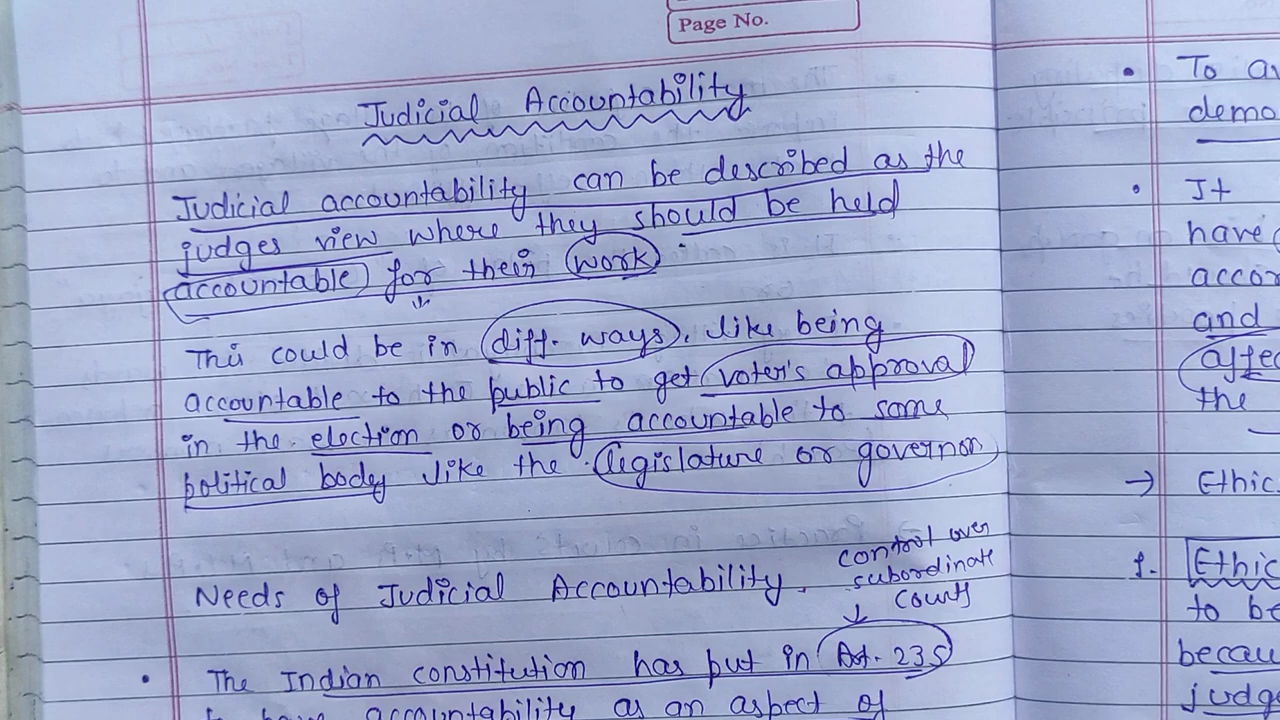 Page No.
Judicial Accountability
Judicial accountability can be described as the
judges view where they should be held
accountable for their work.
This could be in diff. ways. like being
accountable to the public to get voter's approval
in the election or being accountable to some
political body like the legislature or governor
control over
subordinate
courts
Needs of Judicial Accountability.
• The Indian constitution has put in Art. 235
accountability as an aspect of
• To
demo
• It
have
accor
and
affec
the
→ Ethic
1. Ethic
to be
becau
judg